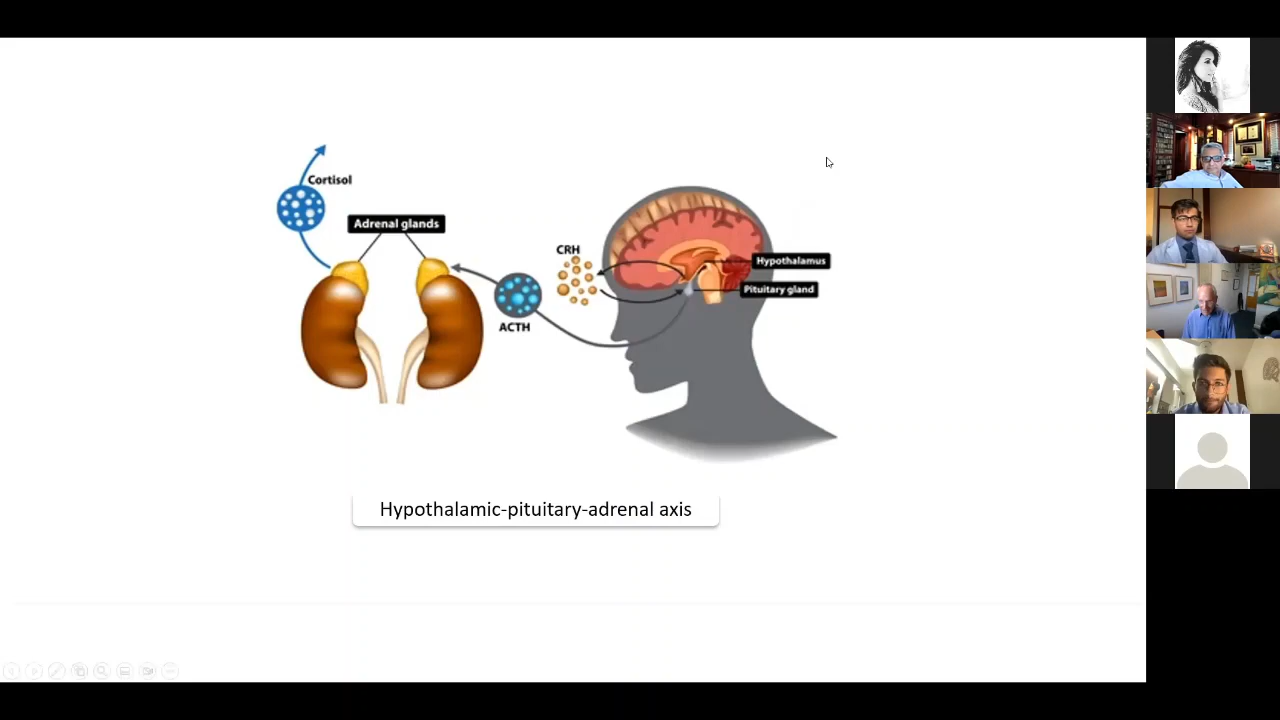 Cortisol
Adrenal glands
CRH
Hypothalamus
Pituitary gland
ACTH
Hypothalamic-pituitary-adrenal axis